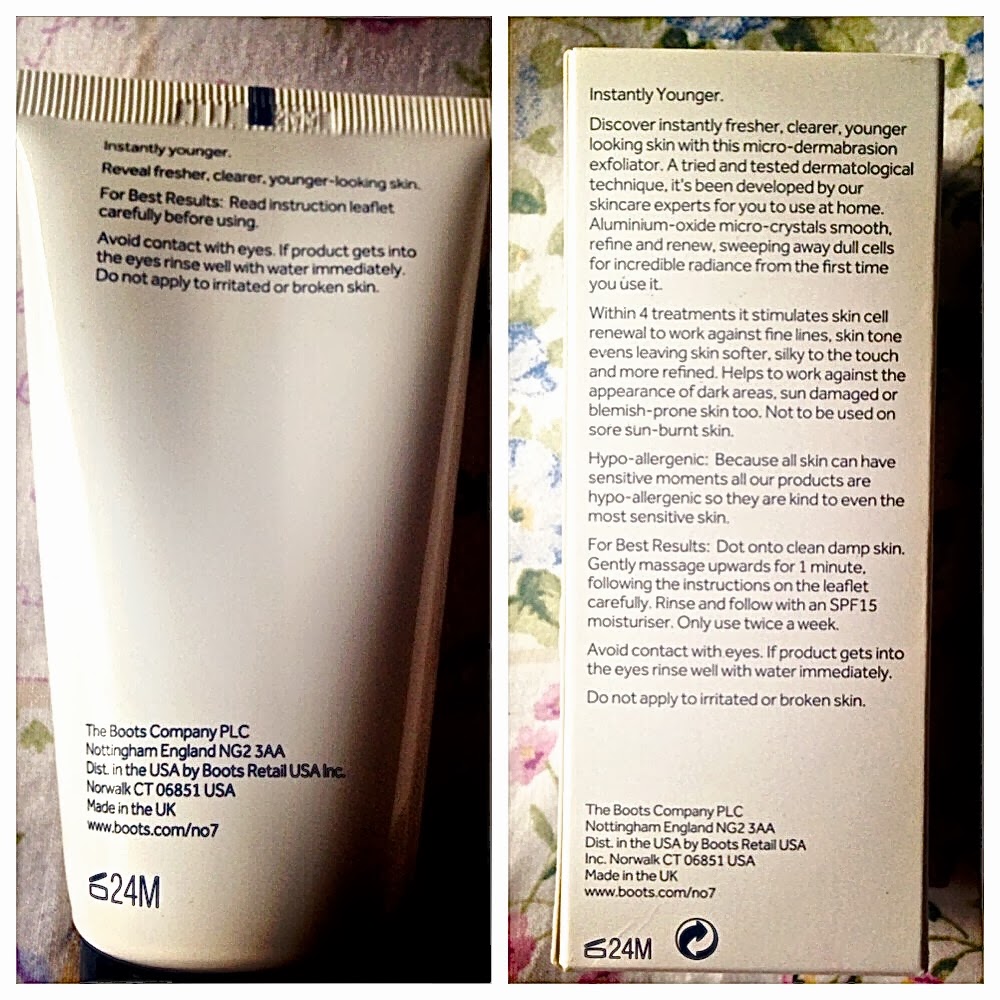 Instantly younger.
Reveal fresher, clearer, younger-looking skin.
For Best Results: Read instruction leaflet
carefully before using.
Avoid contact with eyes. If product gets into
the eyes rinse well with water immediately.
Do not apply to irritated or broken skin.
The Boots Company PLC
Nottingham England NG2 3AA
Dist. in the USA by Boots Retail USA Inc.
Norwalk CT 06851 USA
Made in the UK
www.boots.com/no7
24M
Instantly Younger.
Discover instantly fresher, clearer, younger
looking skin with this micro-dermabrasion
exfoliator. A tried and tested dermatological
technique, it's been developed by our
skincare experts for you to use at home.
Aluminium-oxide micro-crystals smooth,
refine and renew, sweeping away dull cells
for incredible radiance from the first time
you use it.
Within 4 treatments it stimulates skin cell
renewal to work against fine lines, skin tone
evens leaving skin softer, silky to the touch
and more refined. Helps to work against the
appearance of dark areas, sun damaged or
blemish-prone skin too. Not to be used on
sore sun-burnt skin.
Hypo-allergenic: Because all skin can have
sensitive moments all our products are
hypo-allergenic so they are kind to even the
most sensitive skin.
For Best Results: Dot onto clean damp skin.
Gently massage upwards for 1 minute,
following the instructions on the leaflet
carefully. Rinse and follow with an SPF15
moisturiser. Only use twice a week.
Avoid contact with eyes. If product gets into
the eyes rinse well with water immediately.
Do not apply to irritated or broken skin.
The Boots Company PLC
Nottingham England NG2 3AA
Dist. in the USA by Boots Retail USA
Inc. Norwalk CT 06851 USA
Made in the UK
www.boots.com/no7
24M